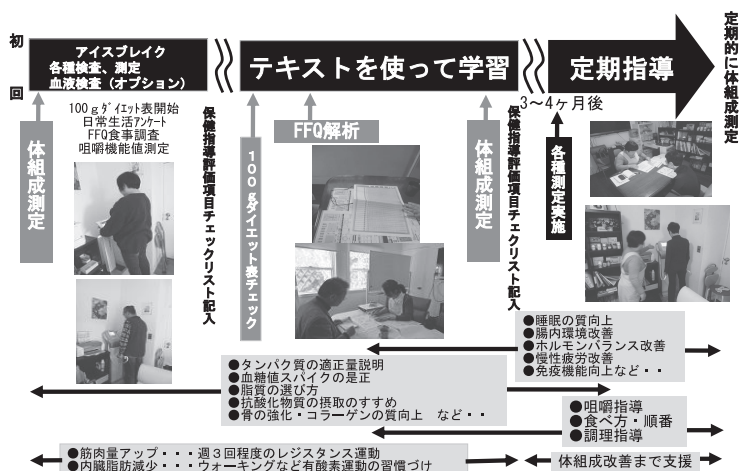 初回
アイスブレイク
各種検査、測定
血液検査（オプション）
テキストを使って学習
定期指導
定期的に体組成測定
体組成測定
100ｇﾀﾞｲｴｯﾄ表開始
日常生活ｱﾝｹｰﾄ
FFQ食事調査
咀嚼機能値測定
保健指導評価項目チェックリスト記入
100ｇダイエット表チェック
FFQ解析
体組成測定
保健指導評価項目チェクリスト記入
3～4ヶ月後
各種測定実施
●睡眠の質向上
●腸内環境改善
●ホルモンバランス改善
●慢性疲労改善
●免疫機能向上など・・
●タンパク質の適正量説明
●血糖値スパイクの是正
●脂質の選び方
●抗酸化物質の摂取のすすめ
●骨の強化・コラーゲンの質向上　など・・
●咀嚼指導
●食べ方・順番
●調理指導
●筋肉量アップ・・・週３回程度のレジスタンス運動
●内臓脂肪減少・・・ウォーキングなど有酸素運動の習慣づけ
体組成改善まで支援